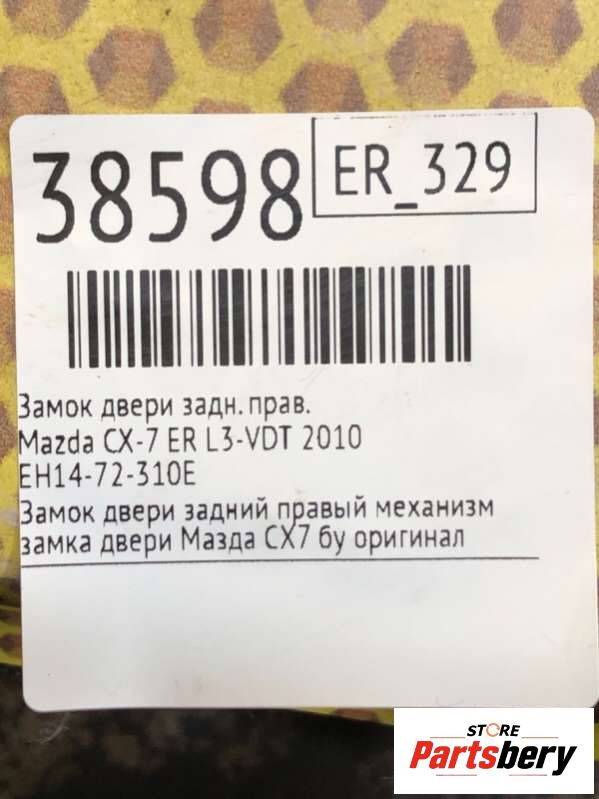 38598
ER_329
Замок двери задн. прав.
Mazda CX-7 ER L3-VDT 2010
EH14-72-310E
Замок двери задний правый механизм
замка двери Мазда СХ7 бу оригинал
STORE
Partsbery